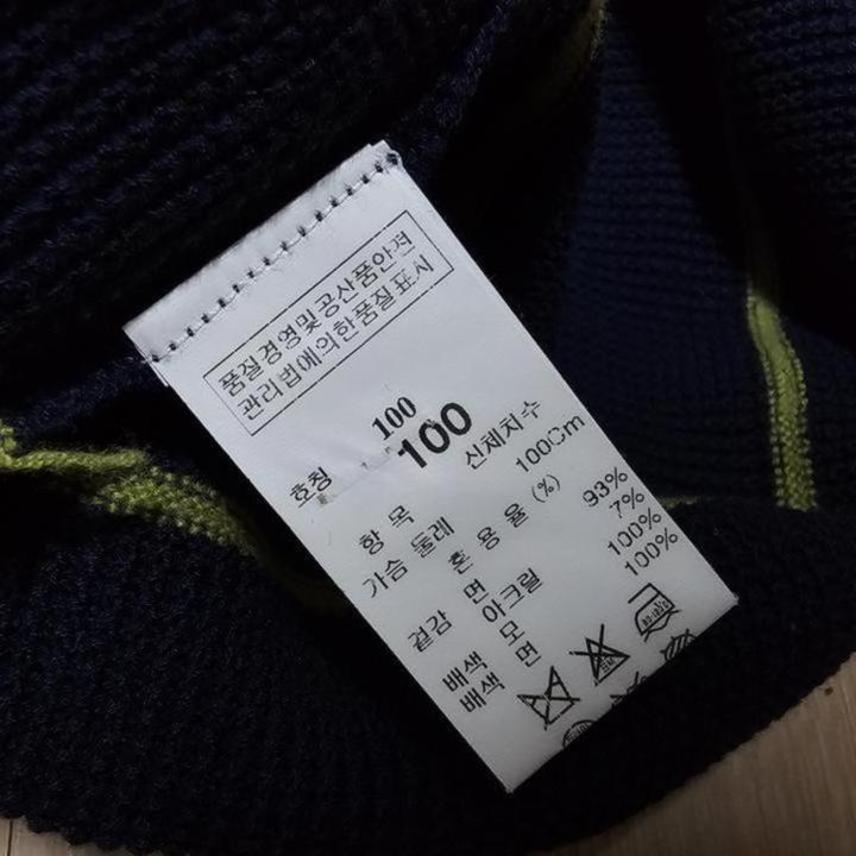 품질경영및공산품안전
관리법에의한품질표시
100
호칭 100
항 목 신체치수
가슴 둘레 100Cm
혼 용 율 (%)
겉감 면 93%
아크릴 7%
배색 모 100%
배색 면 100%